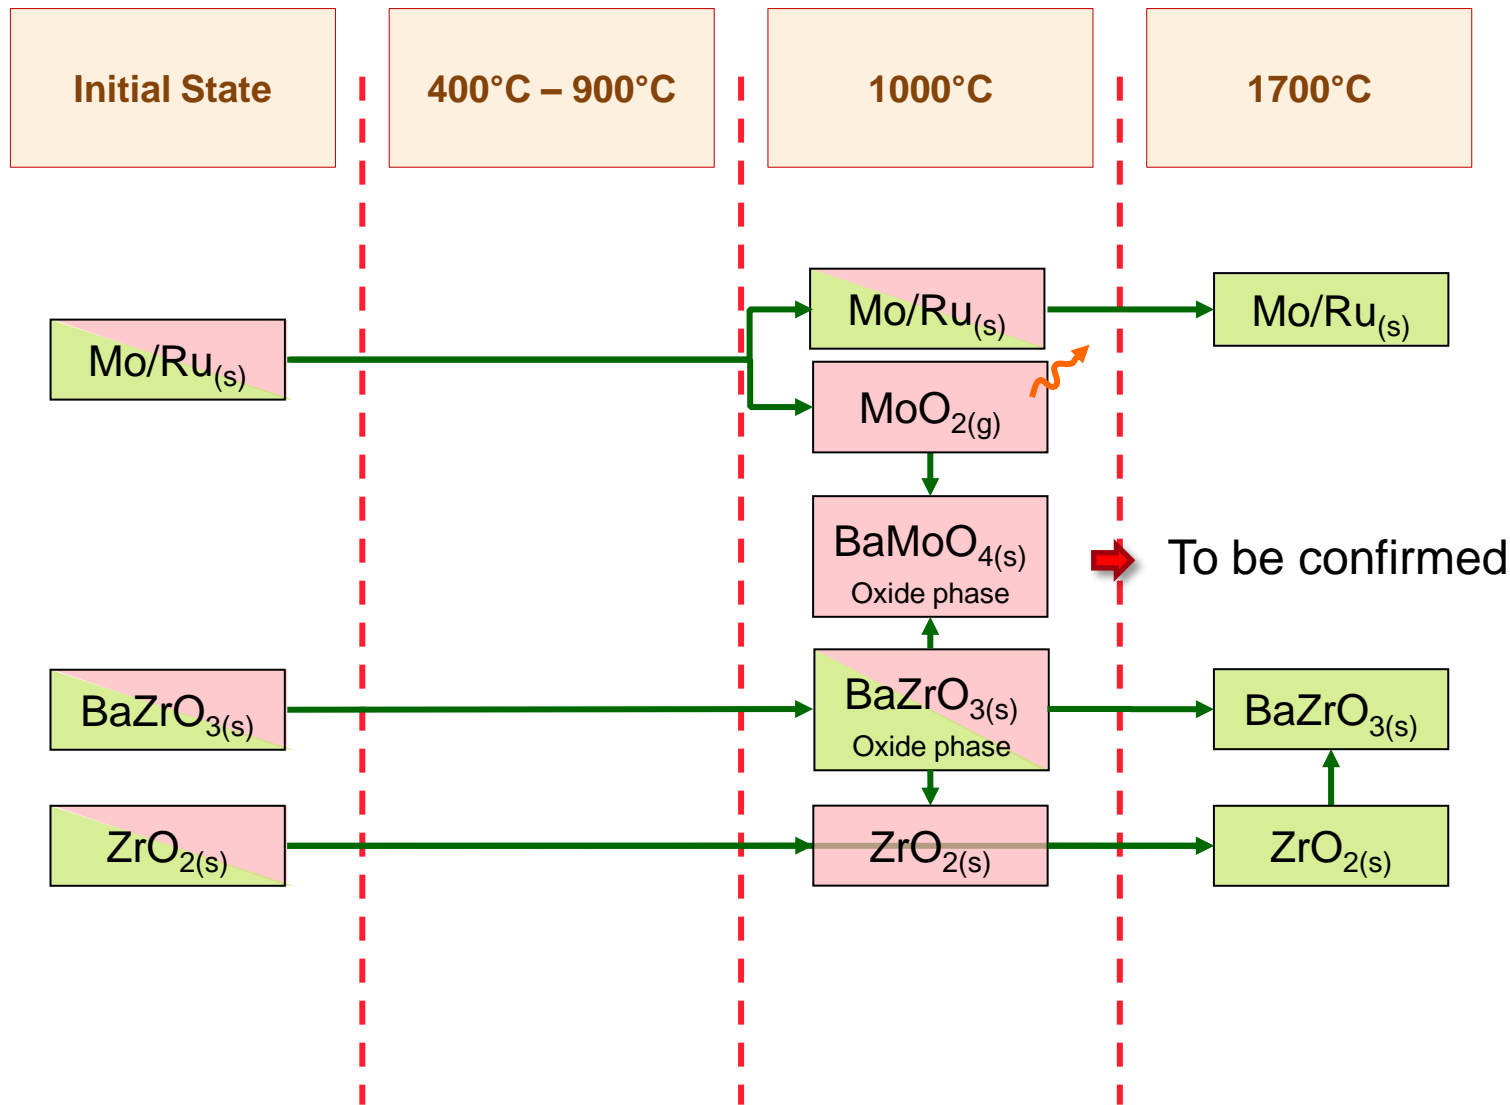 Initial State
400°C – 900°C
1000°C
1700°C
Mo/Ru(s)
Mo/Ru(s)
Mo/Ru(s)
MoO2(g)
BaMoO4(s)
Oxide phase
To be confirmed
BaZrO3(s)
BaZrO3(s)
Oxide phase
BaZrO3(s)
ZrO2(s)
ZrO2(s)
ZrO2(s)